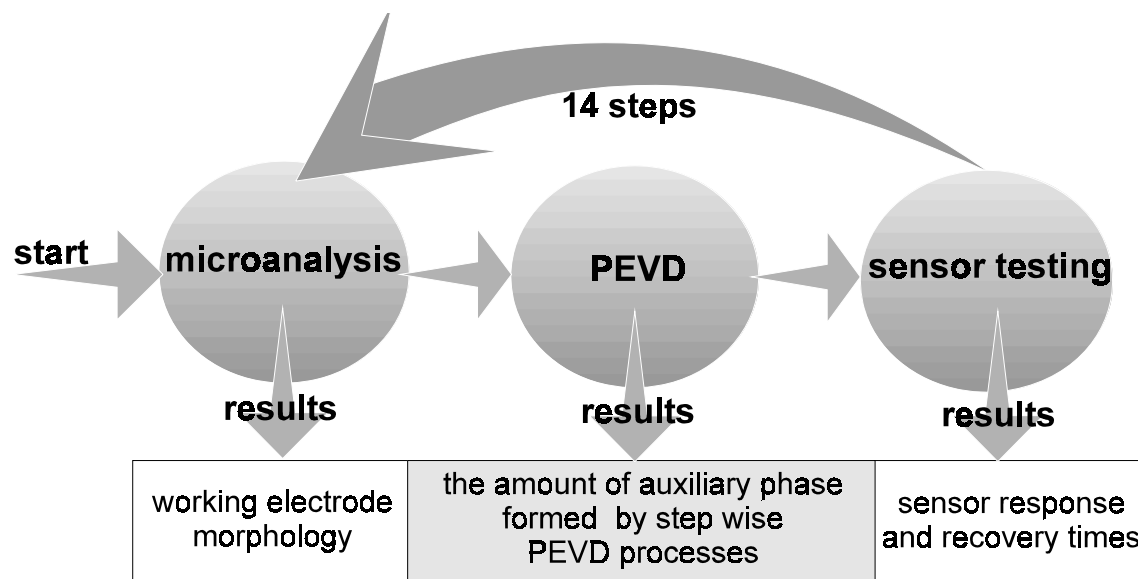 14 steps
start
microanalysis
PEVD
sensor testing
results
results
results
working electrode
morphology
the amount of auxiliary phase
formed by step wise
PEVD processes
sensor response
and recovery times